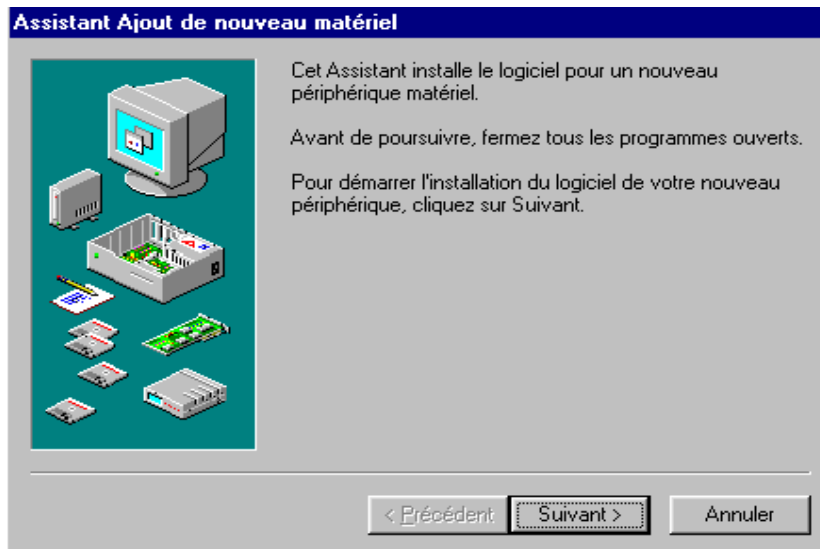 Assistant Ajout de nouveau matériel
Cet Assistant installe le logiciel pour un nouveau
périphérique matériel.
Avant de poursuivre, fermez tous les programmes ouverts.
Pour démarrer l'installation du logiciel de votre nouveau
périphérique, cliquez sur Suivant.
< Précédent
Suivant >
Annuler